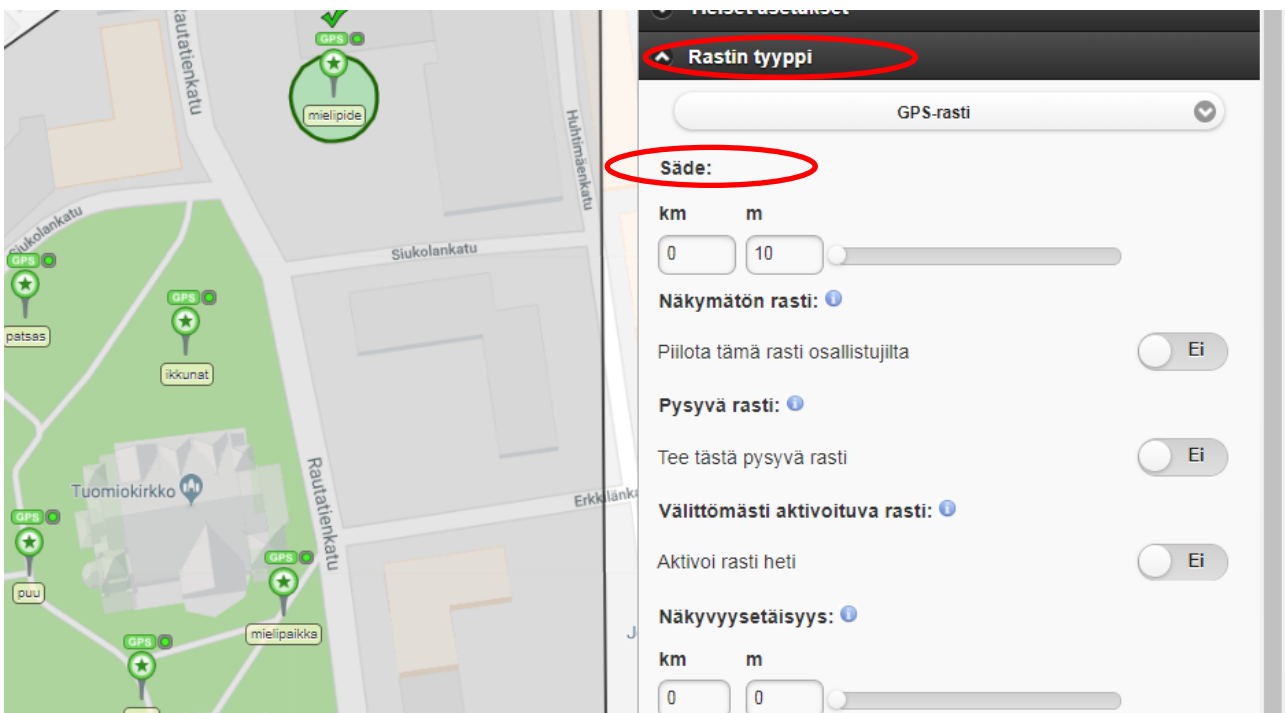 Yleiset asetukset
Rastin tyyppi
GPS-rasti
Säde:
km m
0 10
Näkymätön rasti:
Piilota tämä rasti osallistujilta
Ei
Pysyvä rasti:
Tee tästä pysyvä rasti
Ei
Välittömästi aktivoituva rasti:
Aktivoi rasti heti
Ei
Näkyvyysetäisyys:
km m
0 0
Rautatienkatu
GPS
mielipide
Huhtimäenkatu
Siukolankatu
Siukolankatu
GPS
patsas
GPS
ikkunat
Rautatienkatu
Tuomiokirkko
GPS
puu
GPS
mielipaikka
GPS